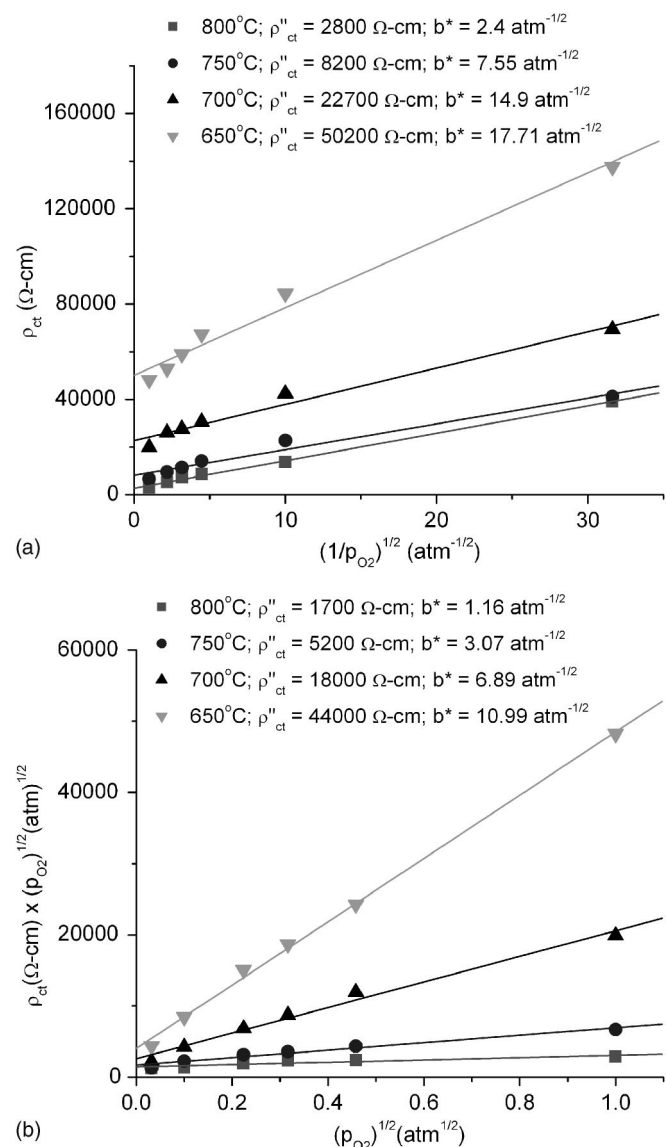 800°C; ρ"ct = 2800 Ω-cm; b* = 2.4 atm-1/2
750°C; ρ"ct = 8200 Ω-cm; b* = 7.55 atm-1/2
700°C; ρ"ct = 22700 Ω-cm; b* = 14.9 atm-1/2
650°C; ρ"ct = 50200 Ω-cm; b* = 17.71 atm-1/2
160000
120000
80000
40000
0
ρct (Ω-cm)
0 10 20 30
(1/pO2)1/2 (atm-1/2)
(a)
800°C; ρ"ct = 1700 Ω-cm; b* = 1.16 atm-1/2
750°C; ρ"ct = 5200 Ω-cm; b* = 3.07 atm-1/2
700°C; ρ"ct = 18000 Ω-cm; b* = 6.89 atm-1/2
650°C; ρ"ct = 44000 Ω-cm; b* = 10.99 atm-1/2
60000
40000
20000
0
ρct(Ω-cm) x (pO2)1/2(atm)1/2
0.0 0.2 0.4 0.6 0.8 1.0
(pO2)1/2(atm1/2)
(b)